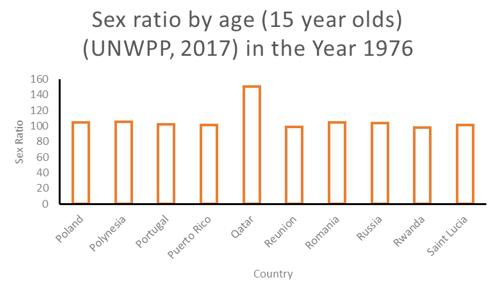 Sex ratio by age (15 year olds)
(UNWPP, 2017) in the Year 1976
160
140
120
100
80
60
40
20
0
Sex Ratio
Poland
Polynesia
Portugal
Puerto Rico
Qatar
Reunion
Romania
Russia
Rwanda
Saint Lucia
Country